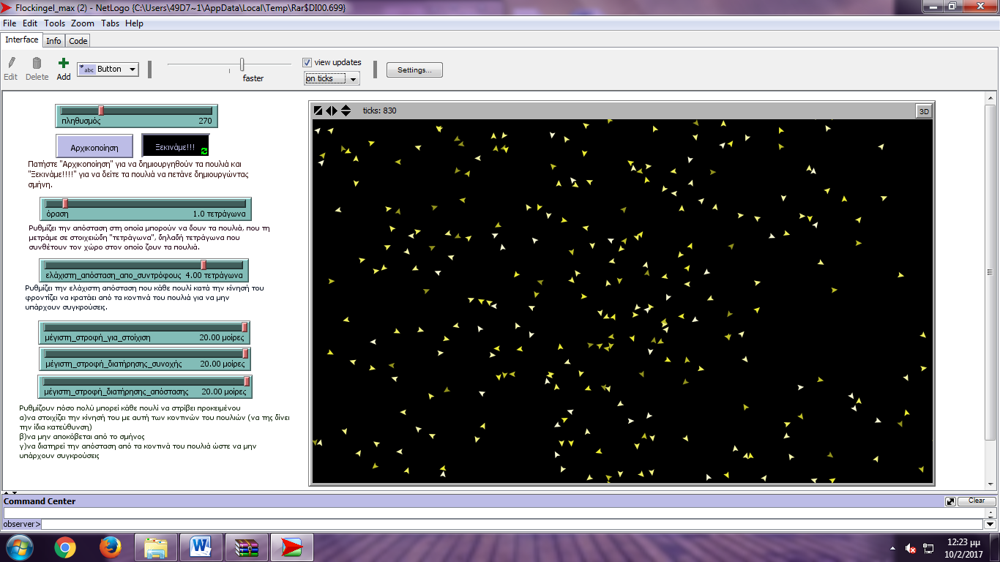 Flockingel_max (2) - NetLogo {C:\Users\49D7~1\AppData\Local\Temp\Rar$DI00.699}
File Edit Tools Zoom Tabs Help
Interface Info Code
Edit Delete Add abc Button faster view updates on ticks Settings...
πληθυσμός 270
Αρχικοποίηση Ξεκινάμε!!!
Πατήστε "Αρχικοποίηση" για να δημιουργηθούν τα πουλιά και
"Ξεκινάμε!!!!" για να δείτε τα πουλιά να πετάνε δημιουργώντας
σμήνη.
όραση 1.0 τετράγωνα
Ρυθμίζει την απόσταση στη οποία μπορούν να δουν τα πουλιά, που τη
μετράμε σε στοιχειώδη "τετράγωνα", δηλαδή τετράγωνα που
συνθέτουν τον χώρο στον οποίο ζουν τα πουλιά.
ελάχιστη_απόσταση_απο_συντρόφους 4.00 τετράγωνα
Ρυθμίζει την ελάχιστη απόσταση που κάθε πουλί κατά την κίνησή του
φροντίζει να κρατάει από τα κοντινά του πουλιά για να μην
υπάρχουν συγκρούσεις.
μέγιστη_στροφή_για_στοίχιση 20.00 μοίρες
μέγιστη_στροφή_διατήρησης_συνοχής 20.00 μοίρες
μέγιστη_στροφή_διατήρησης_απόστασης 20.00 μοίρες
Ρυθμίζουν πόσο πολύ μπορεί κάθε πουλί να στρίβει προκειμένου
α)να στοιχίζει την κίνησή του με αυτή των κοντινών του πουλιών (να της δίνει
την ίδια κατεύθυνση)
β)να μην αποκόβεται από το σμήνος
γ)να διατηρεί την απόσταση από τα κοντινά του πουλιά ώστε να μην
υπάρχουν συγκρούσεις
ticks: 830 3D
Command Center Clear
observer>
12:23 μμ
10/2/2017